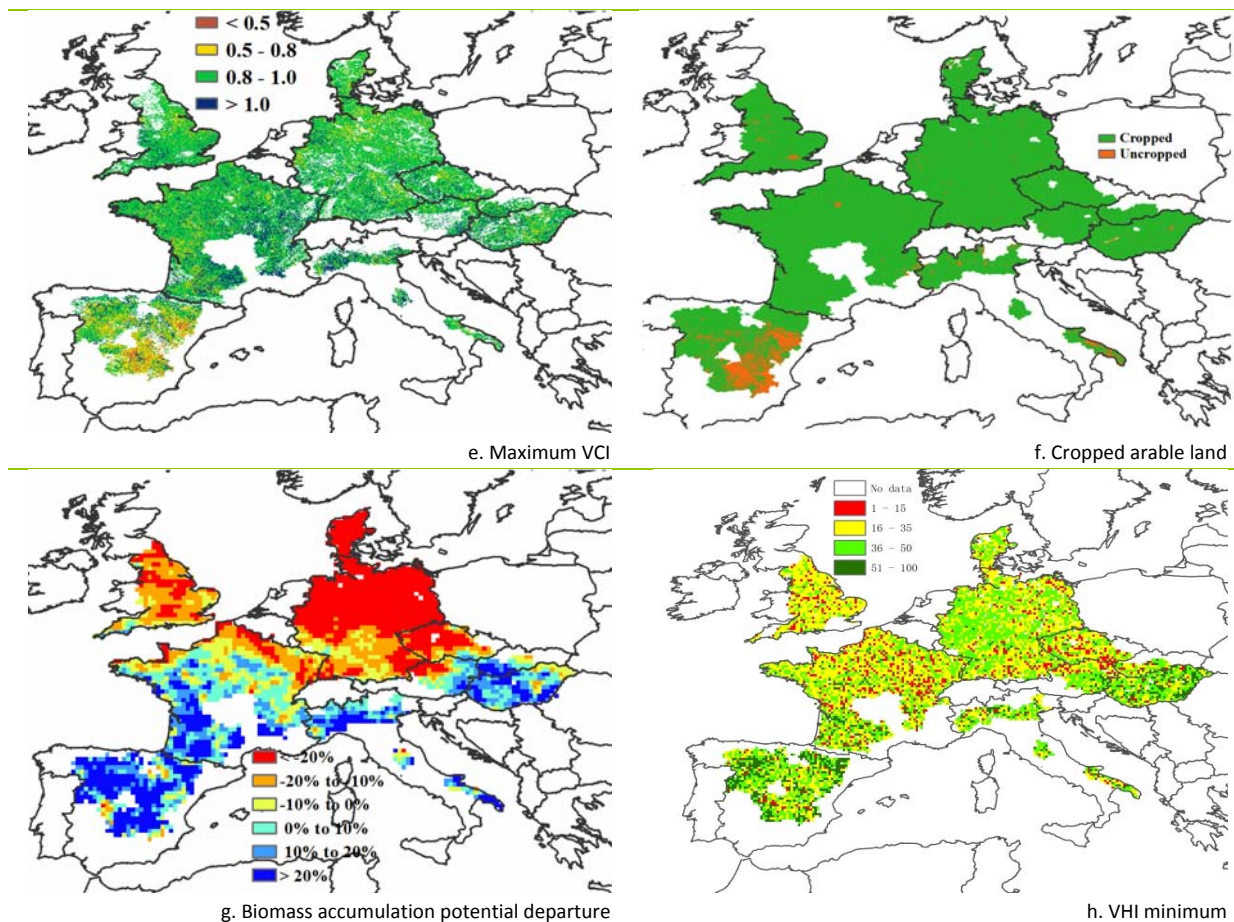 < 0.5
0.5 - 0.8
0.8 - 1.0
> 1.0
e. Maximum VCI
Cropped
Uncropped
f. Cropped arable land
< -20%
-20% to -10%
-10% to 0%
0% to 10%
10% to 20%
> 20%
g. Biomass accumulation potential departure
No data
1 - 15
16 - 35
36 - 50
51 - 100
h. VHI minimum